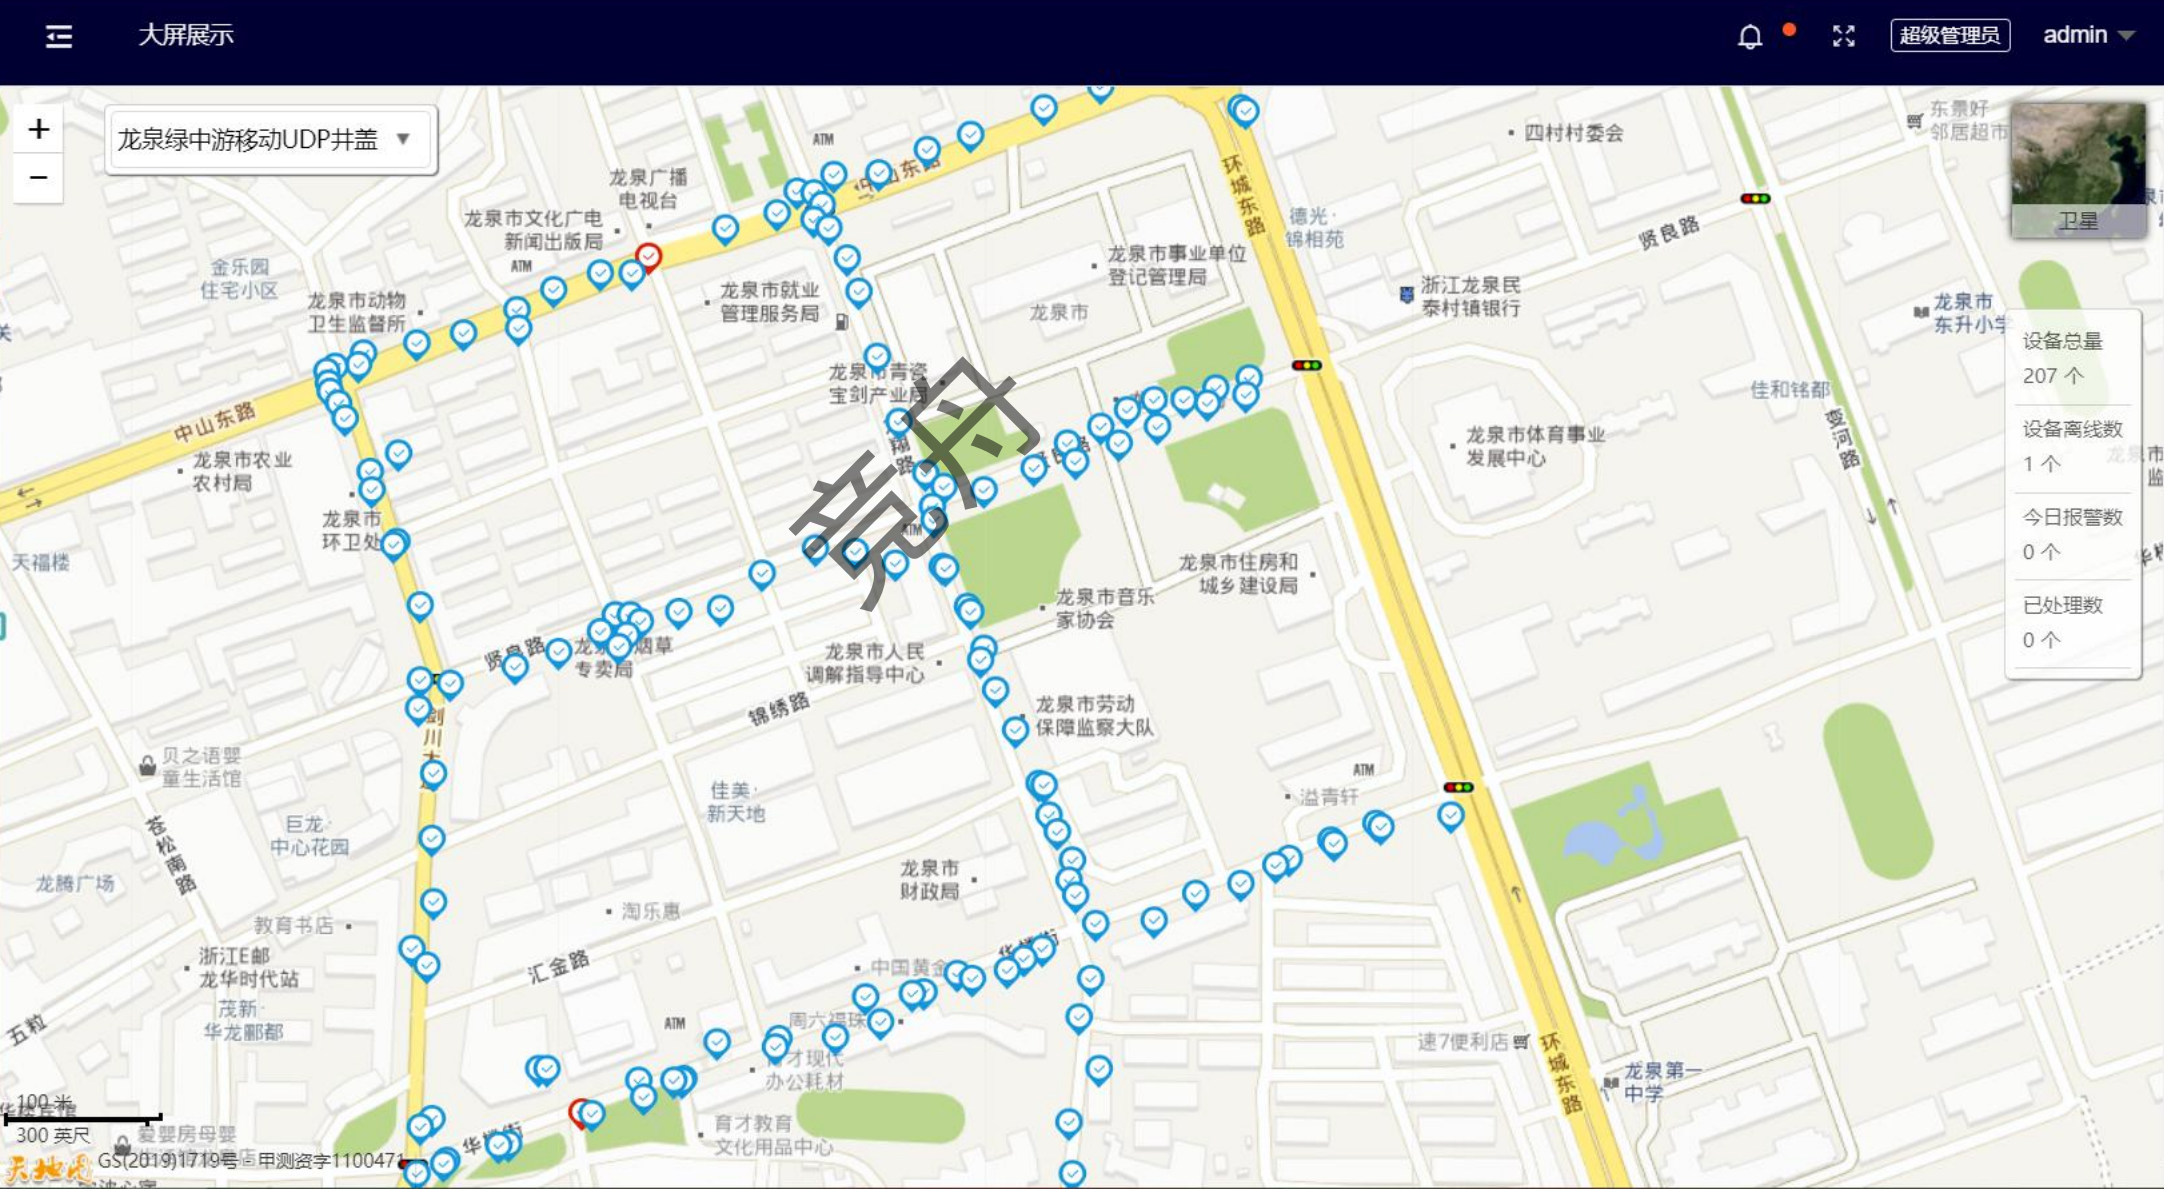 大屏展示
超级管理员
admin
龙泉绿中游移动UDP井盖
卫星
设备总量
207 个
设备离线数
1 个
今日报警数
0 个
已处理数
0 个
ATM
龙泉广播
电视台
龙泉市文化广电
新闻出版局
ATM
金乐园
住宅小区
龙泉市动物
卫生监督所
龙泉市就业
管理服务局
龙泉市事业单位
登记管理局
龙泉市
环城东路
德光·
锦相苑
四村村委会
东景好
邻居超市
贤良路
浙江龙泉民
泰村镇银行
龙泉市
东升小学
佳和铭都
龙泉市体育事业
发展中心
中山东路
龙泉市农业
农村局
龙泉市
环卫处
天福楼
竞舟
ATM
龙泉市住房和
城乡建设局
龙泉市音乐
家协会
专卖局
龙泉市人民
调解指导中心
锦绣路
龙泉市劳动
保障监察大队
贝之语婴
童生活馆
佳美·
新天地
ATM
溢青轩
苍松南路
巨龙·
中心花园
龙腾广场
龙泉市
财政局
淘乐惠
教育书店
浙江E邮
龙华时代站
汇金路
中国黄金
茂新·
华龙郦都
五粒
ATM
办公耗材
速7便利店
环城东路
龙泉第一
中学
育才教育
文化用品中心
100 米
300 英尺
爱婴房母婴
天地图
GS(2019)1719号 - 甲测资字1100471